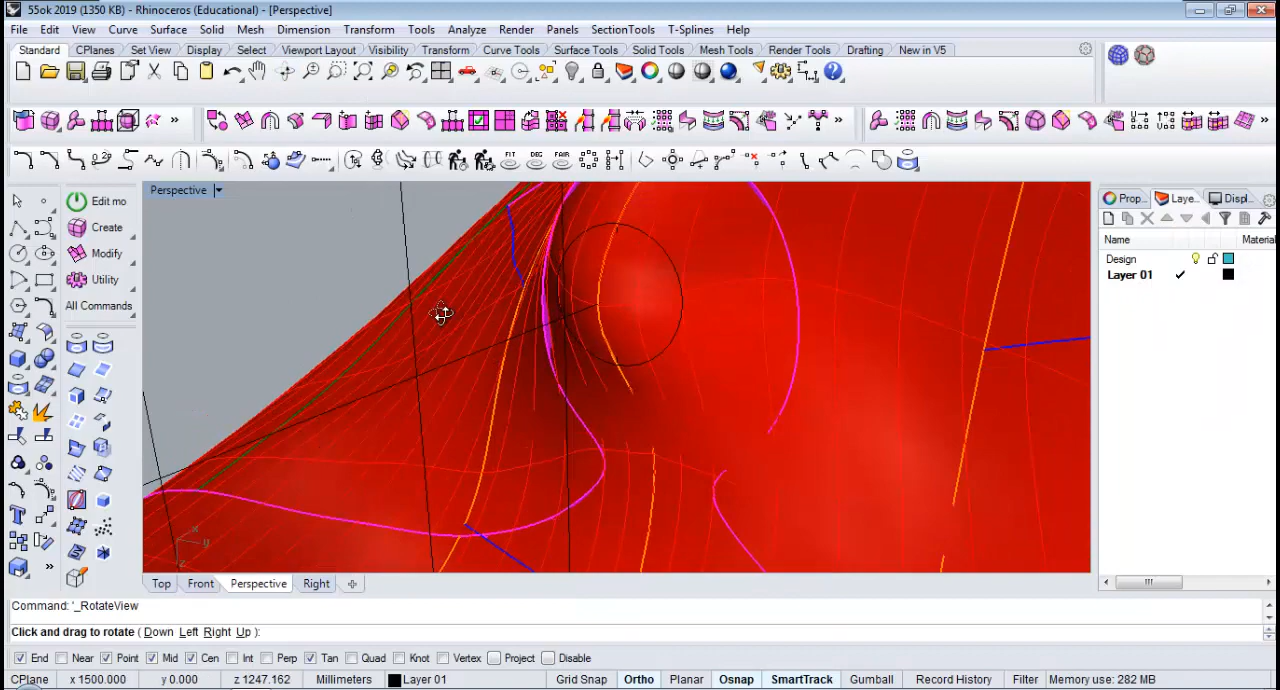 55ok 2019 (1350 KB) - Rhinoceros (Educational) - [Perspective]
File Edit View Curve Surface Solid Mesh Dimension Transform Tools Analyze Render Panels SectionTools T-Splines Help
Standard CPlanes Set View Display Select Viewport Layout Visibility Transform Curve Tools Surface Tools Solid Tools Mesh Tools Render Tools Drafting New in V5
FIT DEG FAIR
Perspective
Edit mo
Create
Modify
Utility
All Commands
Prop... Laye... Displ...
Name Material
Design
Layer 01
x y z
Top Front Perspective Right
Command: '_RotateView
Click and drag to rotate ( Down Left Right Up ):
End Near Point Mid Cen Int Perp Tan Quad Knot Vertex Project Disable
CPlane x 1500.000 y 0.000 z 1247.162 Millimeters Layer 01 Grid Snap Ortho Planar Osnap SmartTrack Gumball Record History Filter Memory use: 282 MB